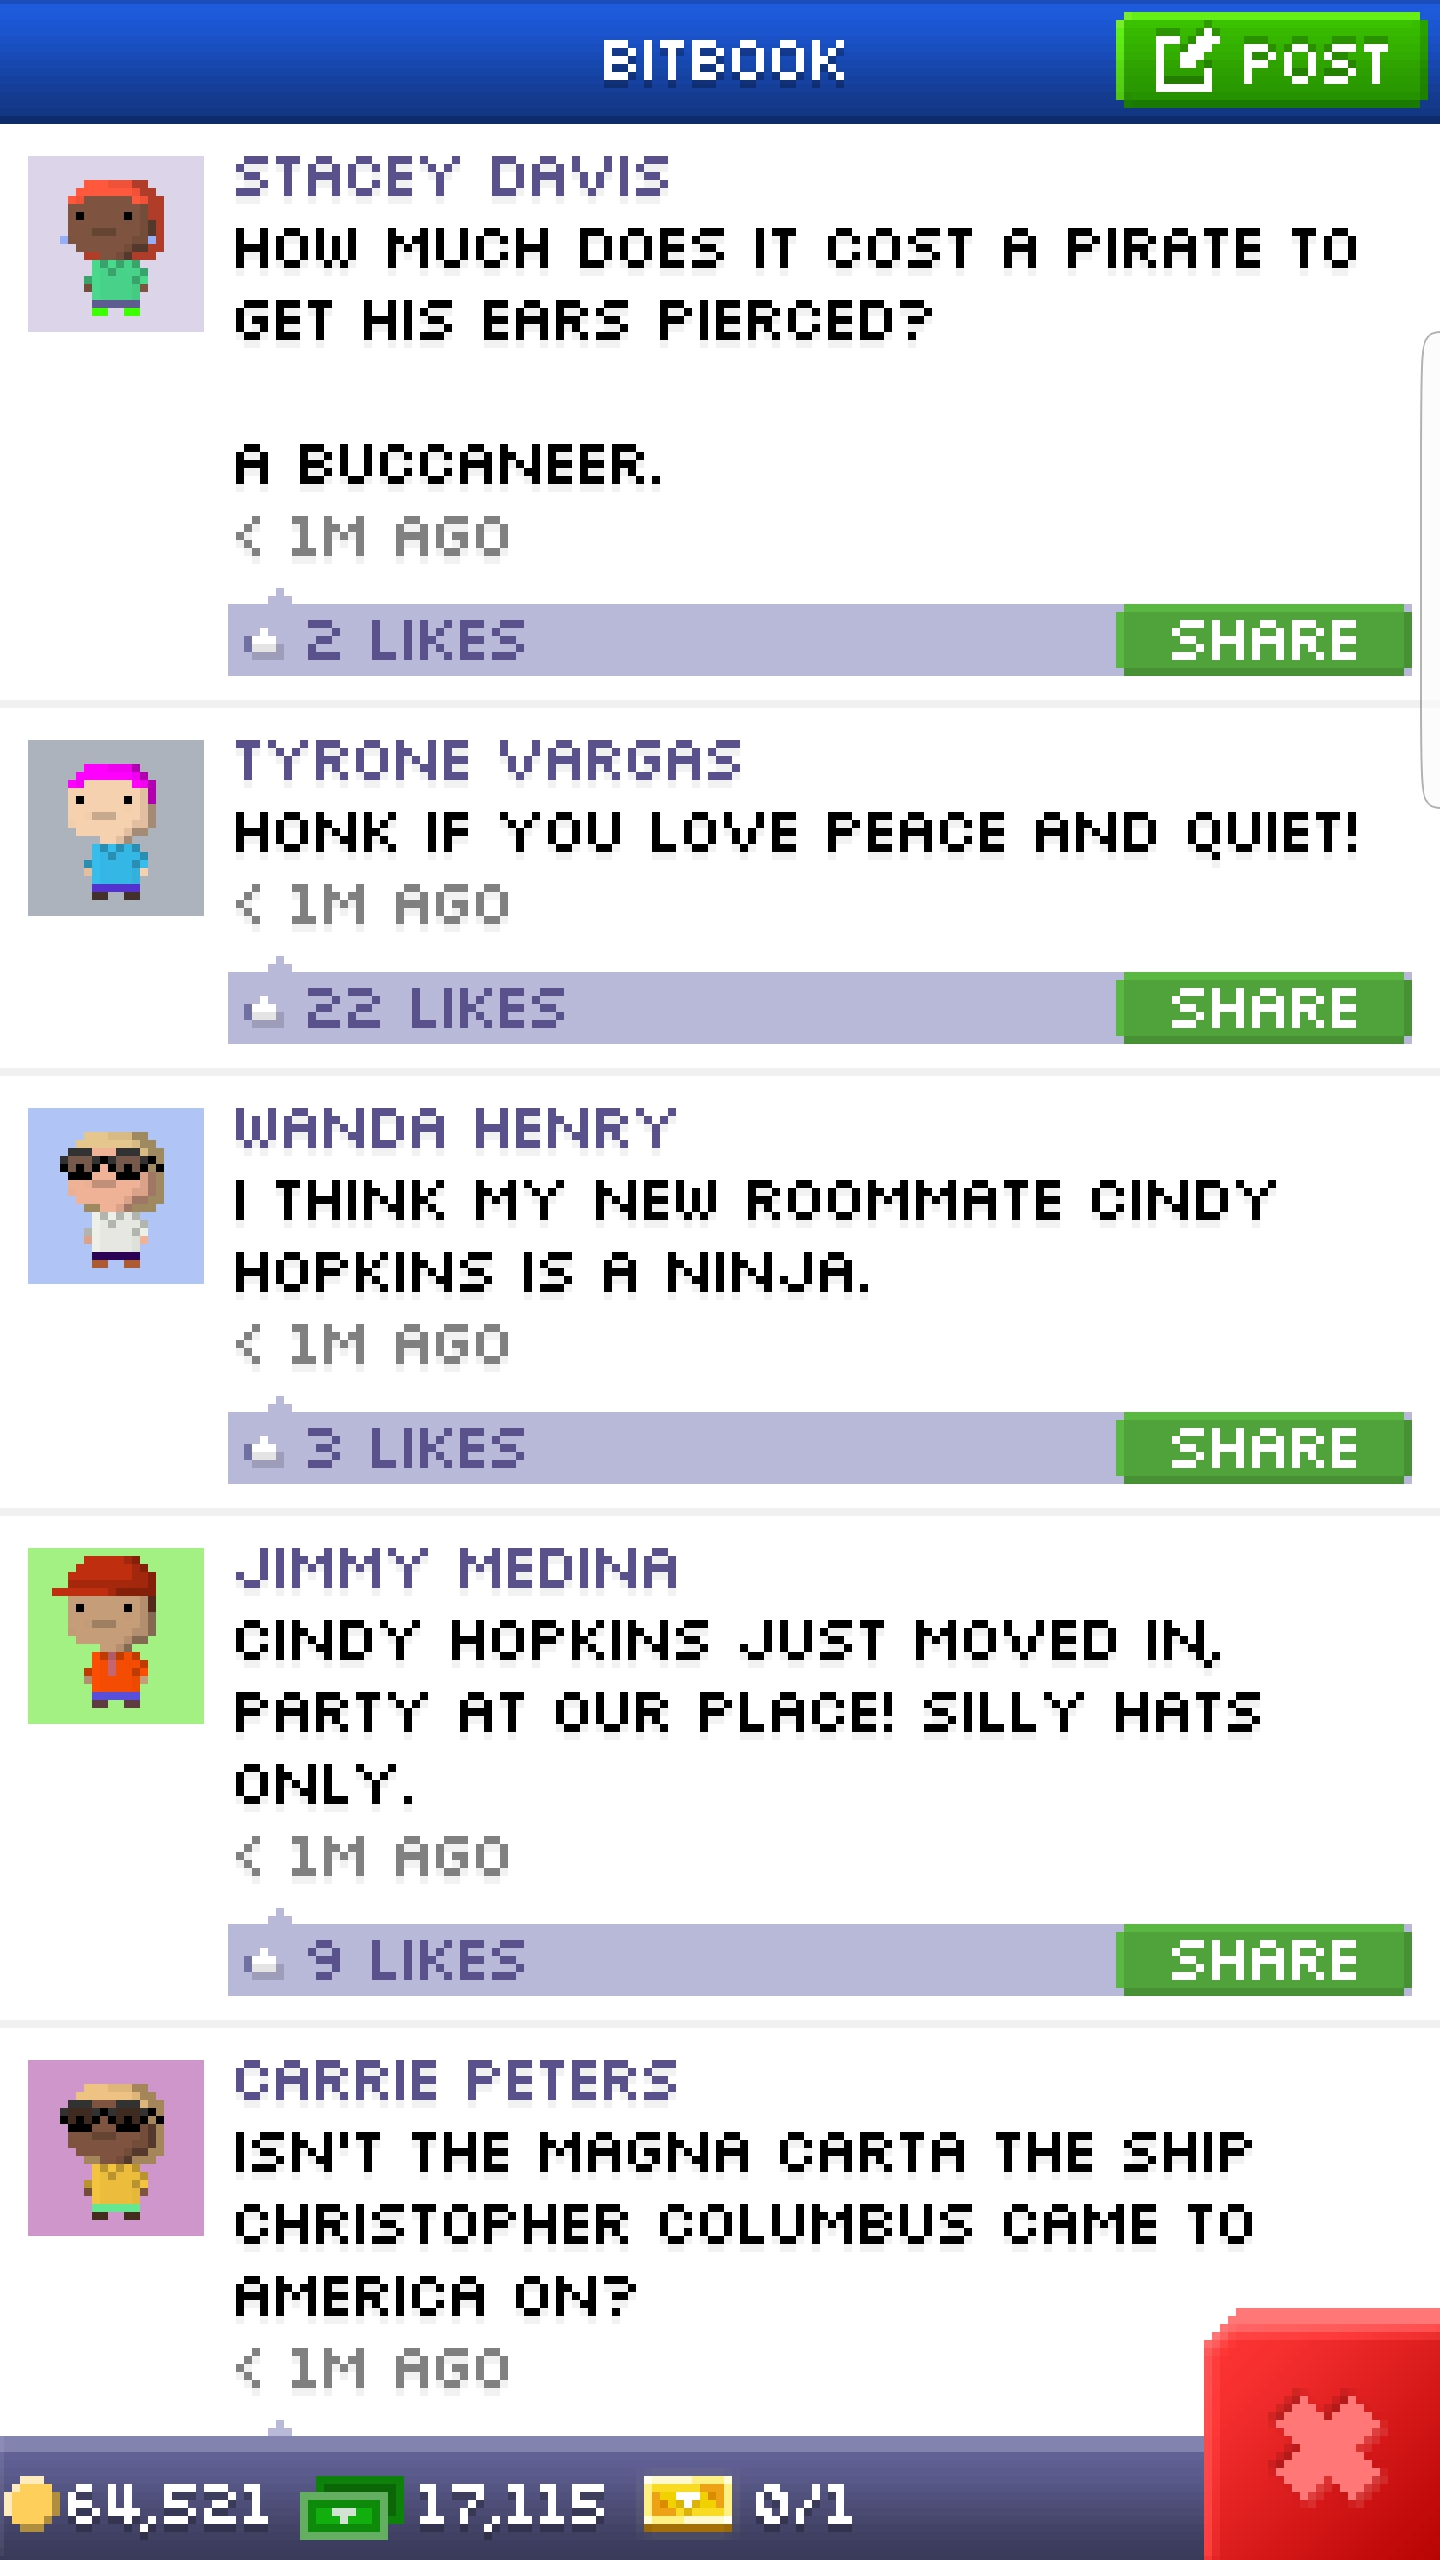 BITBOOK
POST
STACEY DAVIS
HOW MUCH DOES IT COST A PIRATE TO
GET HIS EARS PIERCED?
A BUCCANEER.
< 1M AGO
2 LIKES
SHARE
TYRONE VARGAS
HONK IF YOU LOVE PEACE AND QUIET!
< 1M AGO
22 LIKES
SHARE
WANDA HENRY
I THINK MY NEW ROOMMATE CINDY
HOPKINS IS A NINJA.
< 1M AGO
3 LIKES
SHARE
JIMMY MEDINA
CINDY HOPKINS JUST MOVED IN,
PARTY AT OUR PLACE! SILLY HATS
ONLY.
< 1M AGO
9 LIKES
SHARE
CARRIE PETERS
ISN'T THE MAGNA CARTA THE SHIP
CHRISTOPHER COLUMBUS CAME TO
AMERICA ON?
< 1M AGO
64,521
17,115
0/1